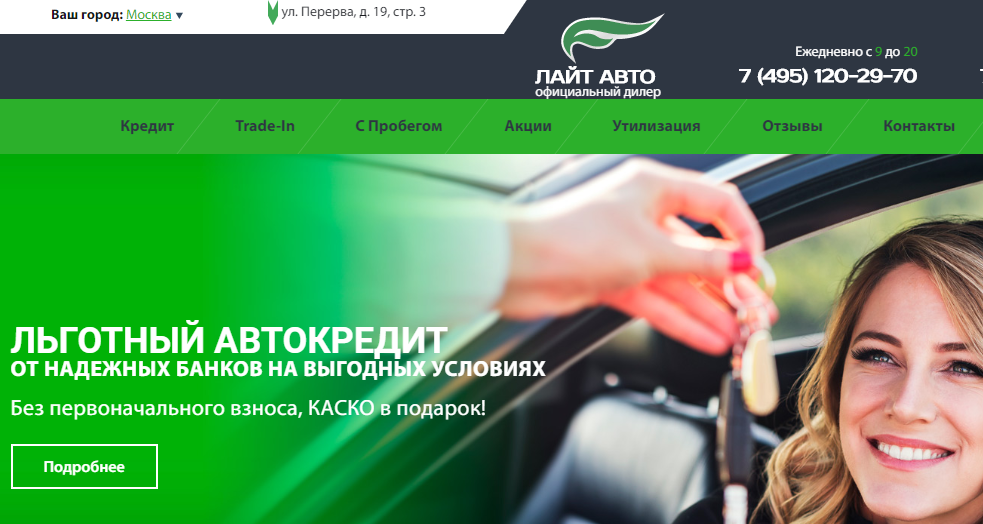 Ваш город: Москва
ул. Перерва, д. 19, стр. 3
ЛАЙТ АВТО
официальный дилер
Ежедневно с 9 до 20
7 (495) 120-29-70
Кредит Trade-In С Пробегом Акции Утилизация Отзывы Контакты
ЛЬГОТНЫЙ АВТОКРЕДИТ
ОТ НАДЕЖНЫХ БАНКОВ НА ВЫГОДНЫХ УСЛОВИЯХ
Без первоначального взноса, КАСКО в подарок!
Подробнее